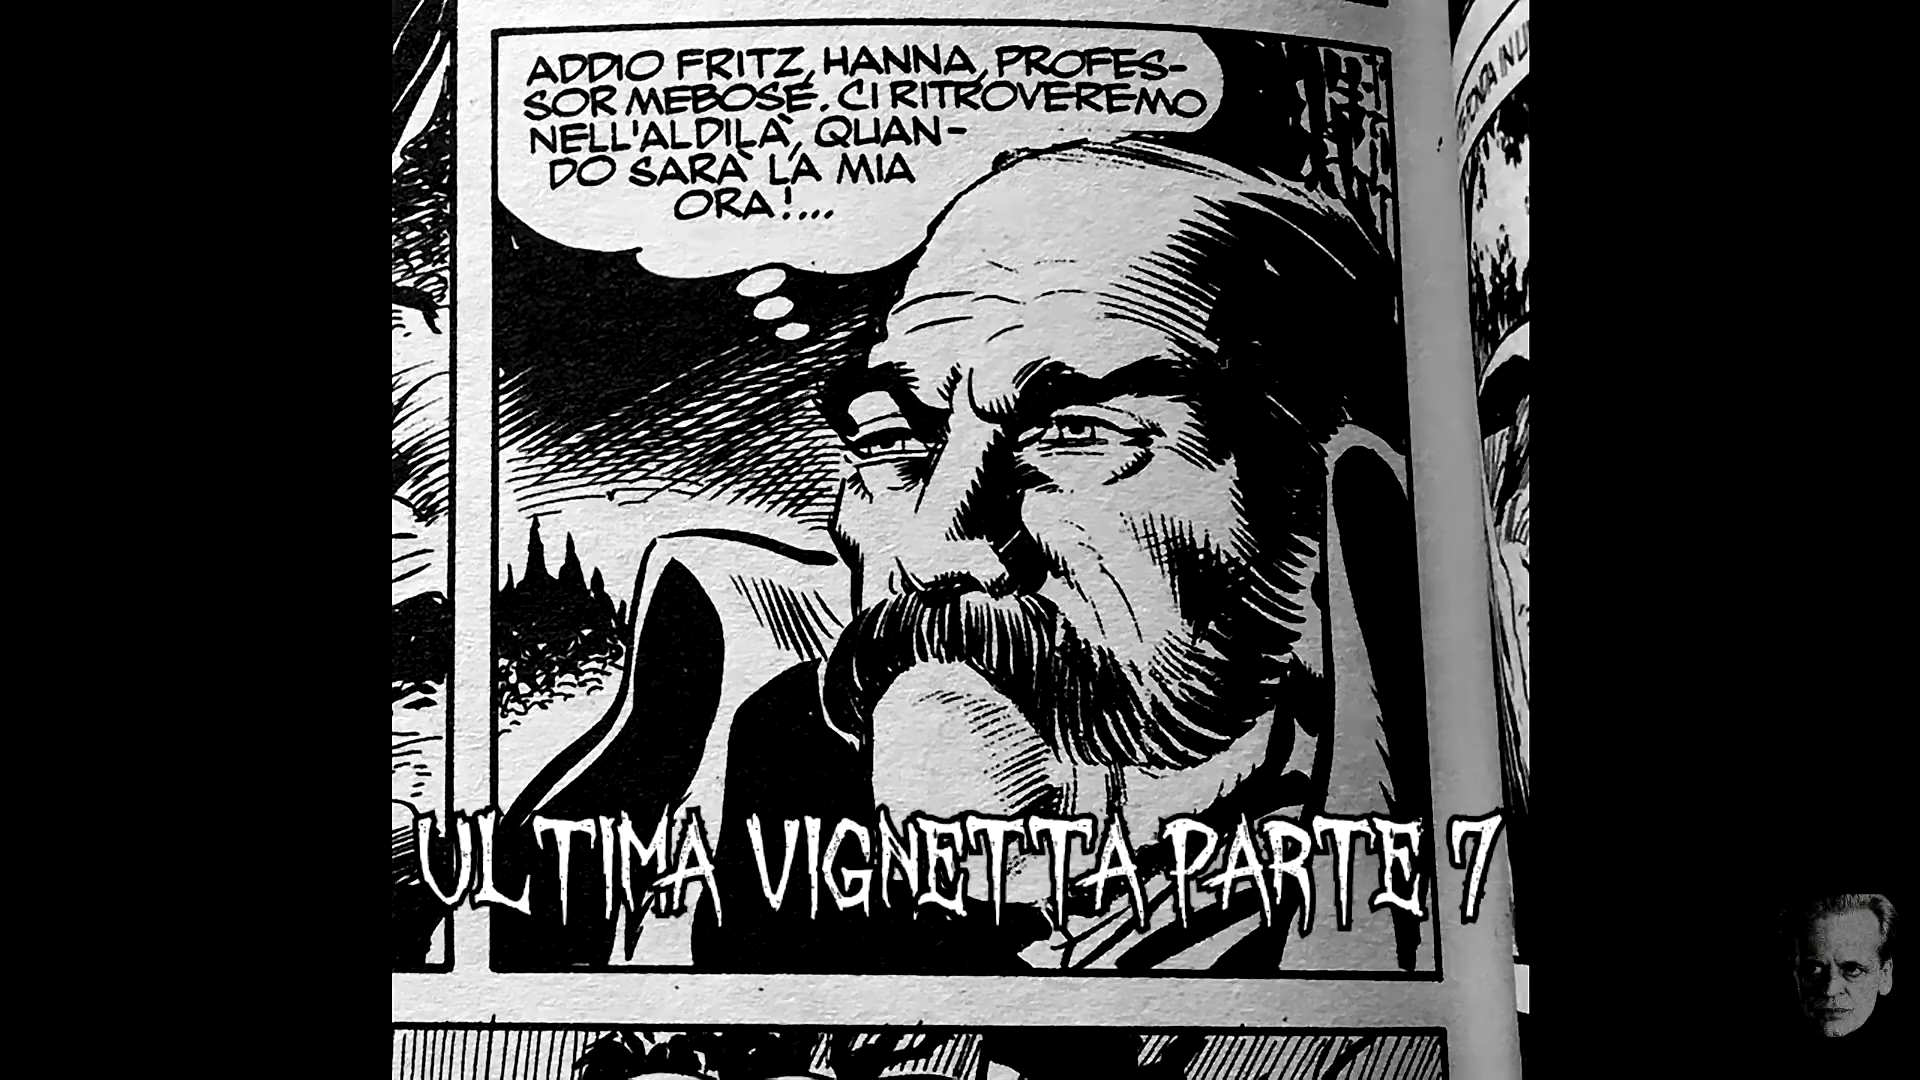 ADDIO FRITZ, HANNA, PROFES-
SOR MEBOSE. CI RITROVEREMO
NELL'ALDILÀ, QUAN-
DO SARÀ LA MIA
ORA!...
ULTIMA VIGNETTA PARTE 7